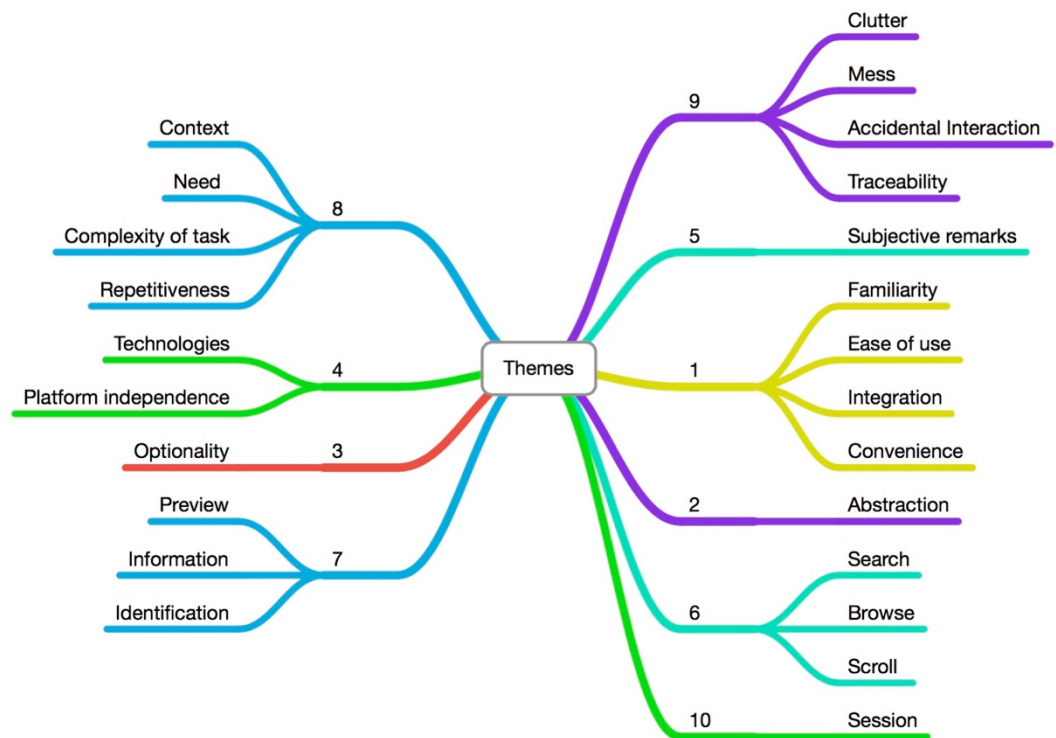 Themes
Context
Need
Complexity of task
Repetitiveness
8
Technologies
Platform independence
4
Optionality
3
Preview
Information
Identification
7
9
Clutter
Mess
Accidental Interaction
Traceability
5
Subjective remarks
1
Familiarity
Ease of use
Integration
Convenience
2
Abstraction
6
Search
Browse
Scroll
10
Session